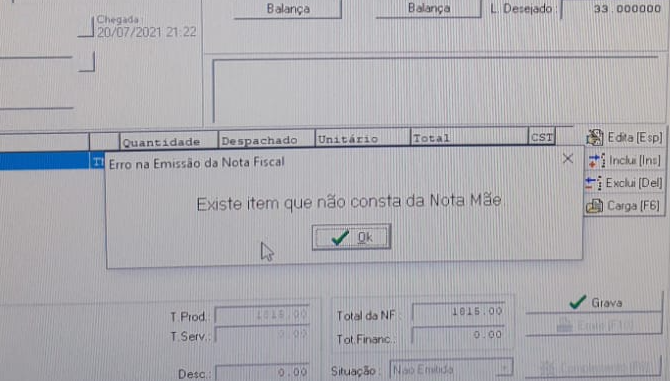 Balança Balança L. Desejado: 33.000000
Chegada
20/07/2021 21:22
Quantidade Despachado Unitário Total CST
Edita [Esp]
Erro na Emissão da Nota Fiscal
Inclui [Ins]
Exclui [Del]
Existe item que não consta da Nota Mãe
Carga [F6]
Ok
Grava
T.Prod.: 1815.00 Total da NF: 1815.00
T.Serv.: 0.00 Tot.Financ.: 0.00
Desc.: 0.00 Situação: Não Emitida